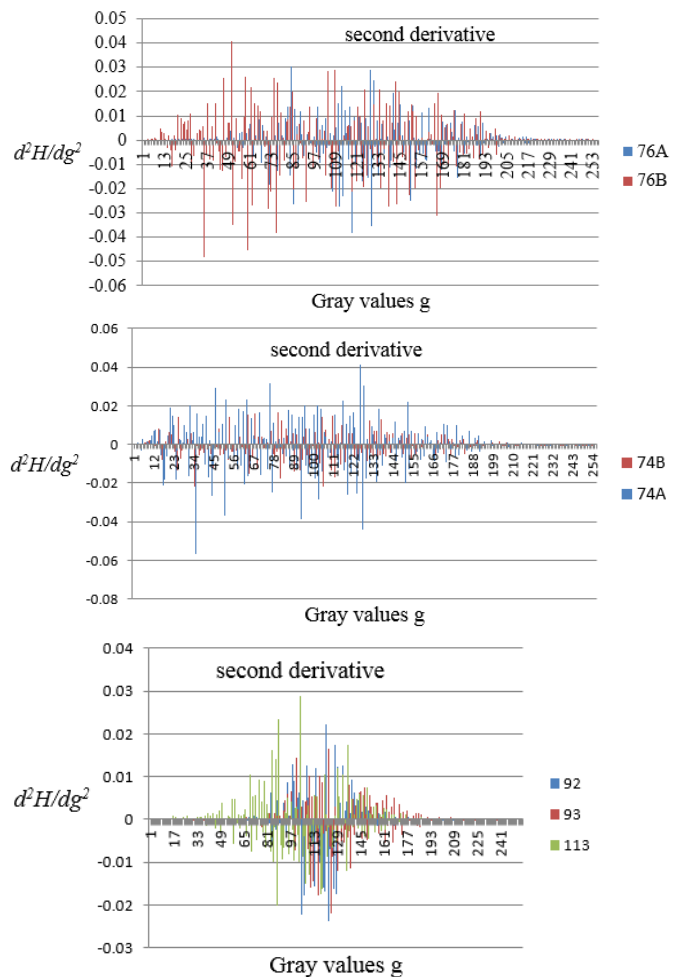 second derivative
0.05
0.04
0.03
0.02
0.01
0
-0.01
-0.02
-0.03
-0.04
-0.05
-0.06
d²H/dg²
1 13 25 37 49 61 73 85 97 109 121 133 145 157 169 181 193 205 217 229 241 253
76A
76B
Gray values g
second derivative
0.06
0.04
0.02
0
-0.02
-0.04
-0.06
-0.08
d²H/dg²
1 12 23 34 45 56 67 78 89 100 111 122 133 144 155 166 177 188 199 210 221 232 243 254
74B
74A
Gray values g
second derivative
0.04
0.03
0.02
0.01
0
-0.01
-0.02
-0.03
d²H/dg²
1 17 33 49 65 81 97 113 129 145 161 177 193 209 225 241
92
93
113
Gray values g